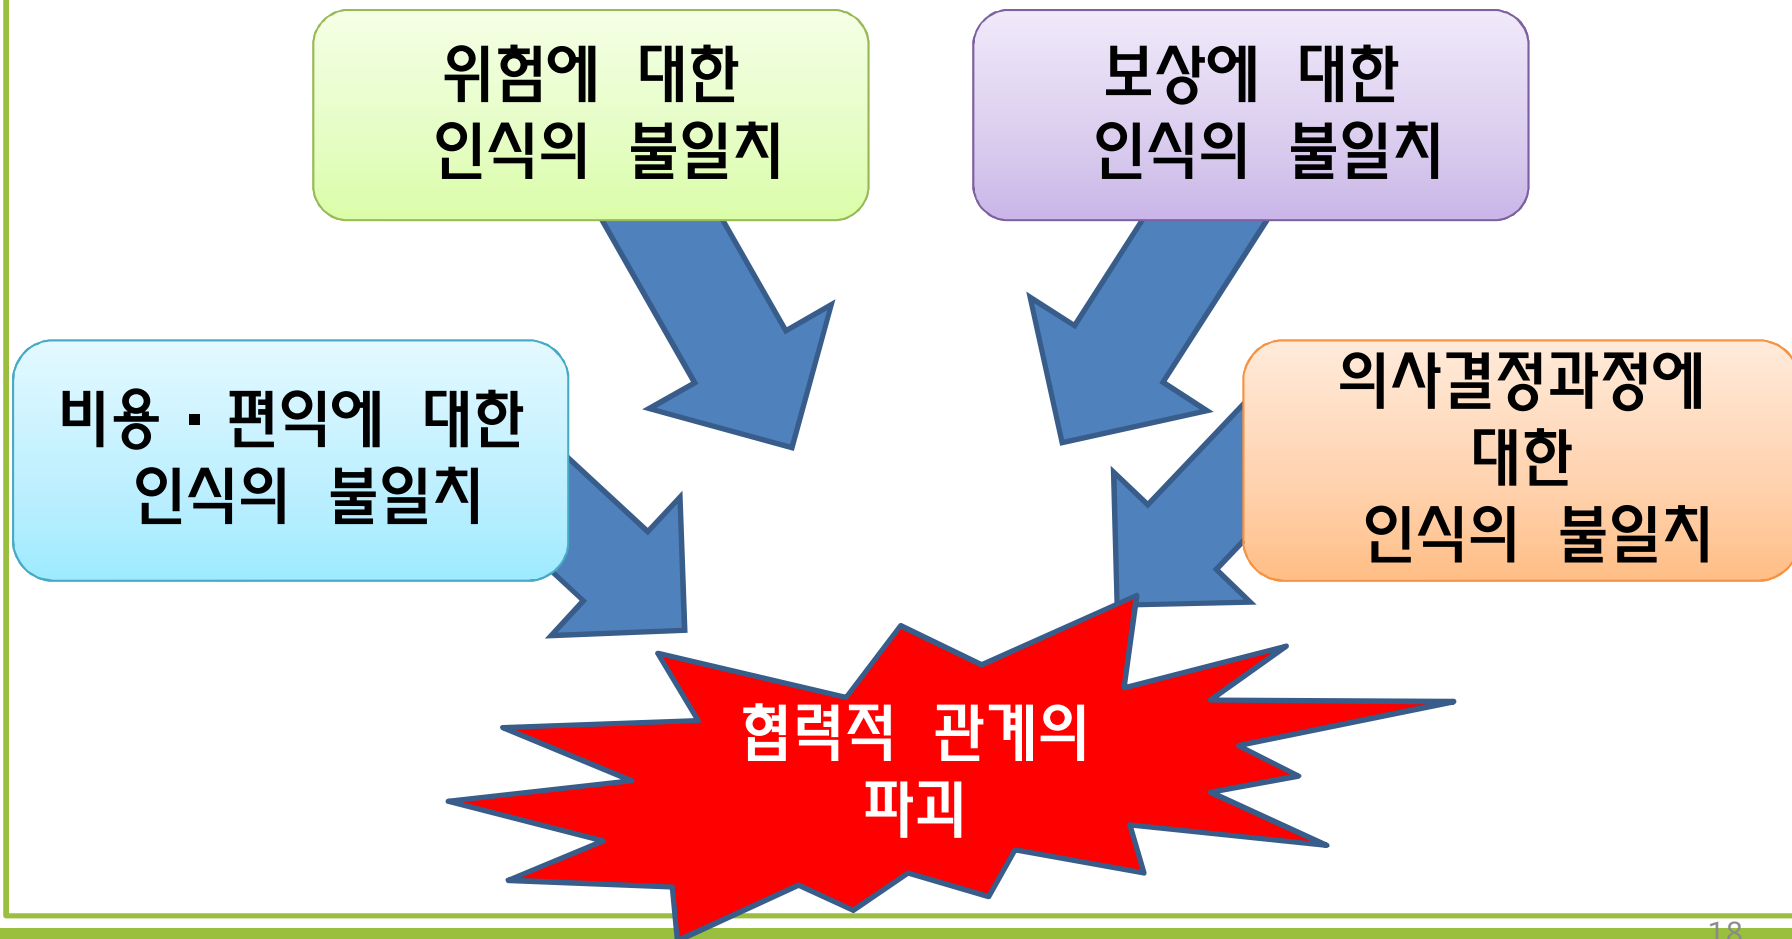 위험에 대한
인식의 불일치
보상에 대한
인식의 불일치
비용·편익에 대한
인식의 불일치
의사결정과정에
대한
인식의 불일치
협력적 관계의
파괴
18